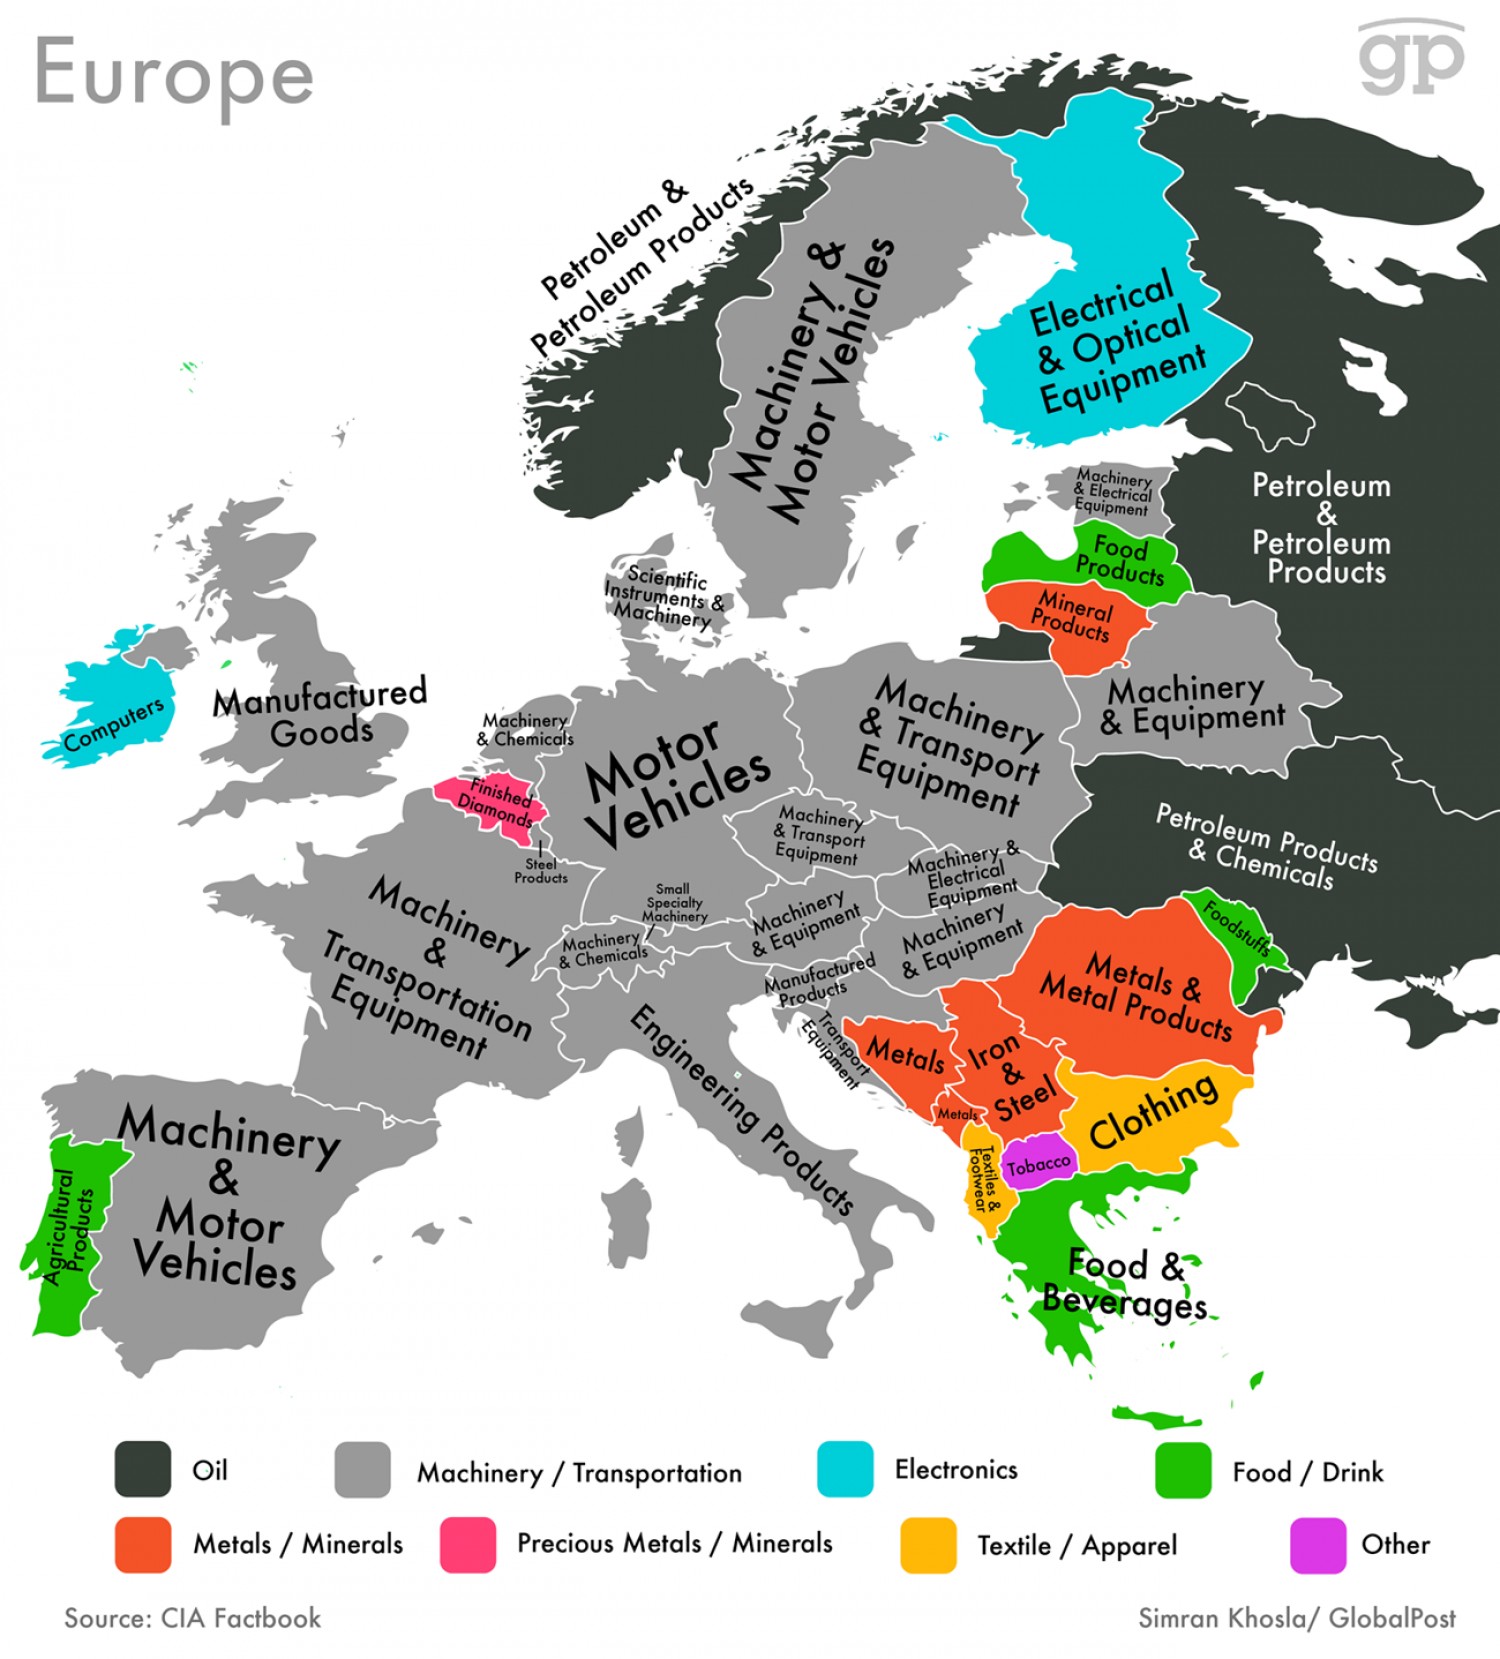 Europe
gp
Petroleum &
Petroleum Products
Machinery &
Motor Vehicles
Electrical
& Optical
Equipment
Machinery
& Electrical
Equipment
Petroleum
&
Petroleum
Products
Food
Products
Scientific
Instruments &
Machinery
Mineral
Products
Computers
Manufactured
Goods
Machinery
& Chemicals
Motor
Vehicles
Machinery
& Transport
Equipment
Machinery
& Equipment
Finished
Diamonds
Steel
Products
Machinery
& Transport
Equipment
Machinery &
Electrical
Equipment
Petroleum Products
& Chemicals
Small
Specialty
Machinery
Machinery
&
Transportation
Equipment
Machinery
& Chemicals
Machinery
& Equipment
Machinery
& Equipment
Foodstuffs
Manufactured
Products
Metals &
Metal Products
Engineering Products
Transport
Equipment
Metals
Iron
&
Steel
Metals
Clothing
Machinery
&
Motor
Vehicles
Agricultural
Products
Textiles &
Footwear
Tobacco
Food &
Beverages
Oil
Machinery / Transportation
Electronics
Food / Drink
Metals / Minerals
Precious Metals / Minerals
Textile / Apparel
Other
Source: CIA Factbook
Simran Khosla/ GlobalPost